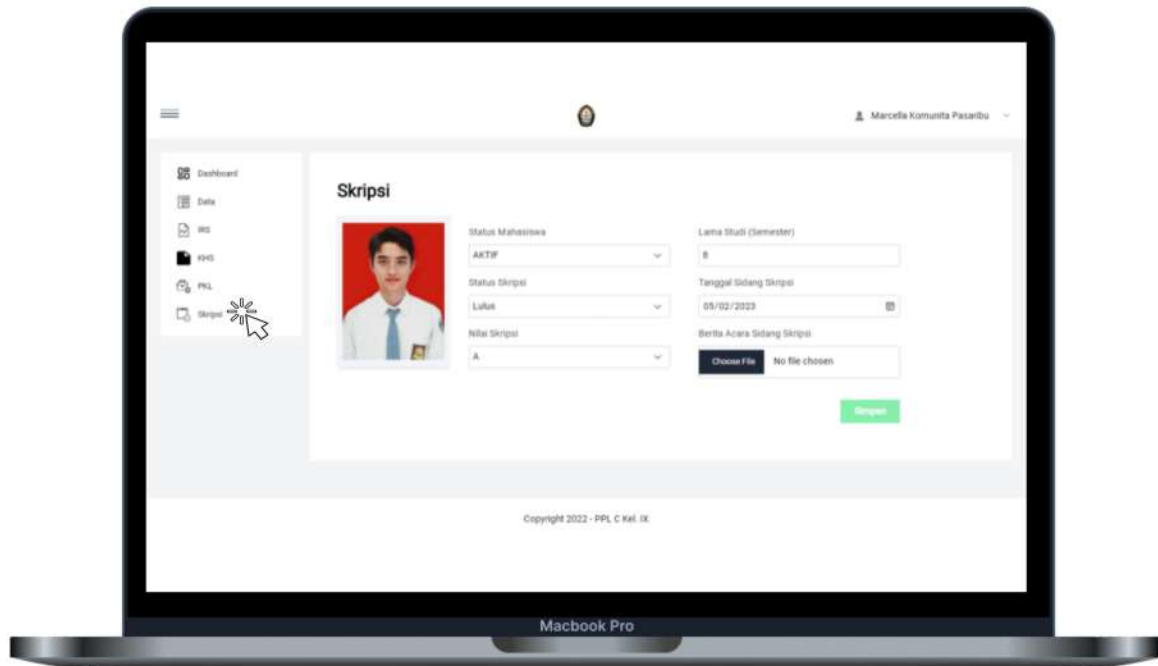 Marcella Komunita Pasaribu
Dashboard
Data
IRS
KHS
PKL
Skripsi
Skripsi
Status Mahasiswa
AKTIF
Status Skripsi
Lulus
Nilai Skripsi
A
Lama Studi (Semester)
8
Tanggal Sidang Skripsi
05/02/2023
Berita Acara Sidang Skripsi
Choose File No file chosen
Simpan
Copyright 2022 - PPL C Kel. IX
Macbook Pro